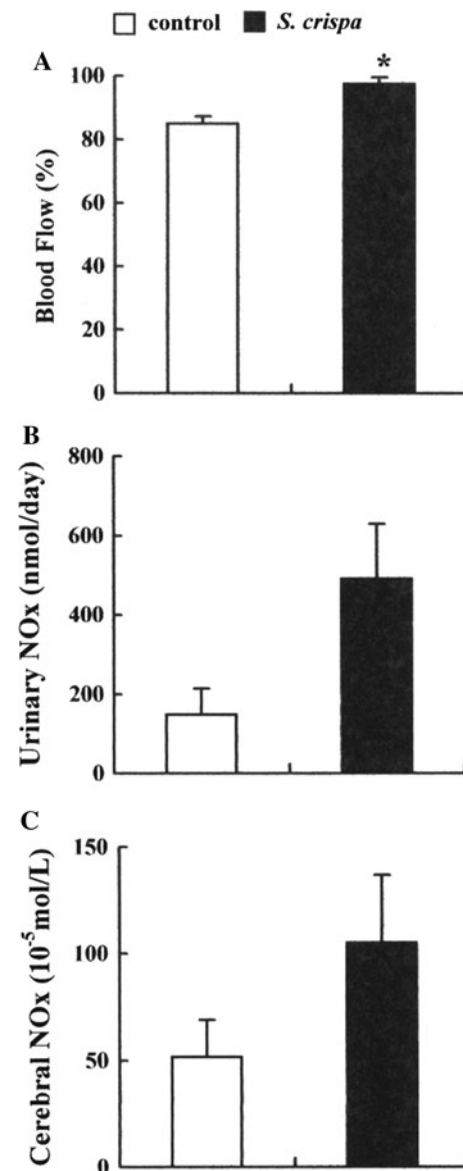 control S. crispa
A
Blood Flow (%)
100
*
80
60
40
20
0
B
Urinary NOx (nmol/day)
800
600
400
200
0
C
Cerebral NOx (10⁻⁵mol/L)
150
100
50
0